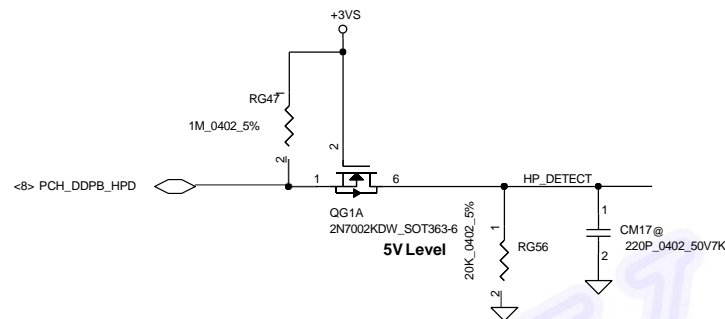 +3VS
RG47
1
1M_0402_5%
2
2
<8> PCH_DDPB_HPD
1
6
HP_DETECT
QG1A
2N7002KDW_SOT363-6
5V Level
20K_0402_5%
1
RG56
2
1
CM17@
220P_0402_50V7K
2